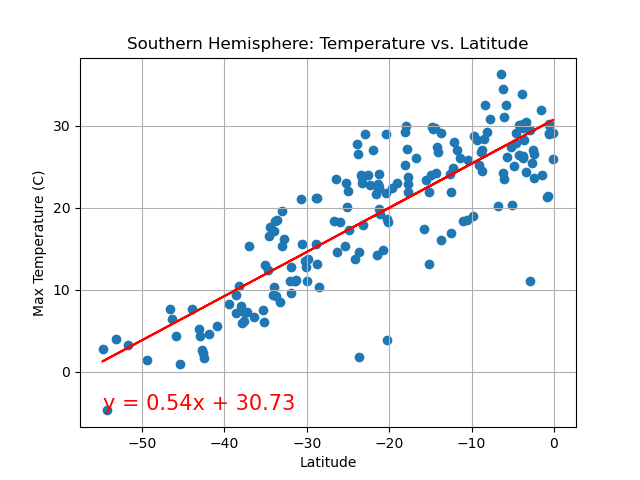 Southern Hemisphere: Temperature vs. Latitude
Max Temperature (C)
30
20
10
0
y = 0.54x + 30.73
−50
−40
−30
−20
−10
0
Latitude